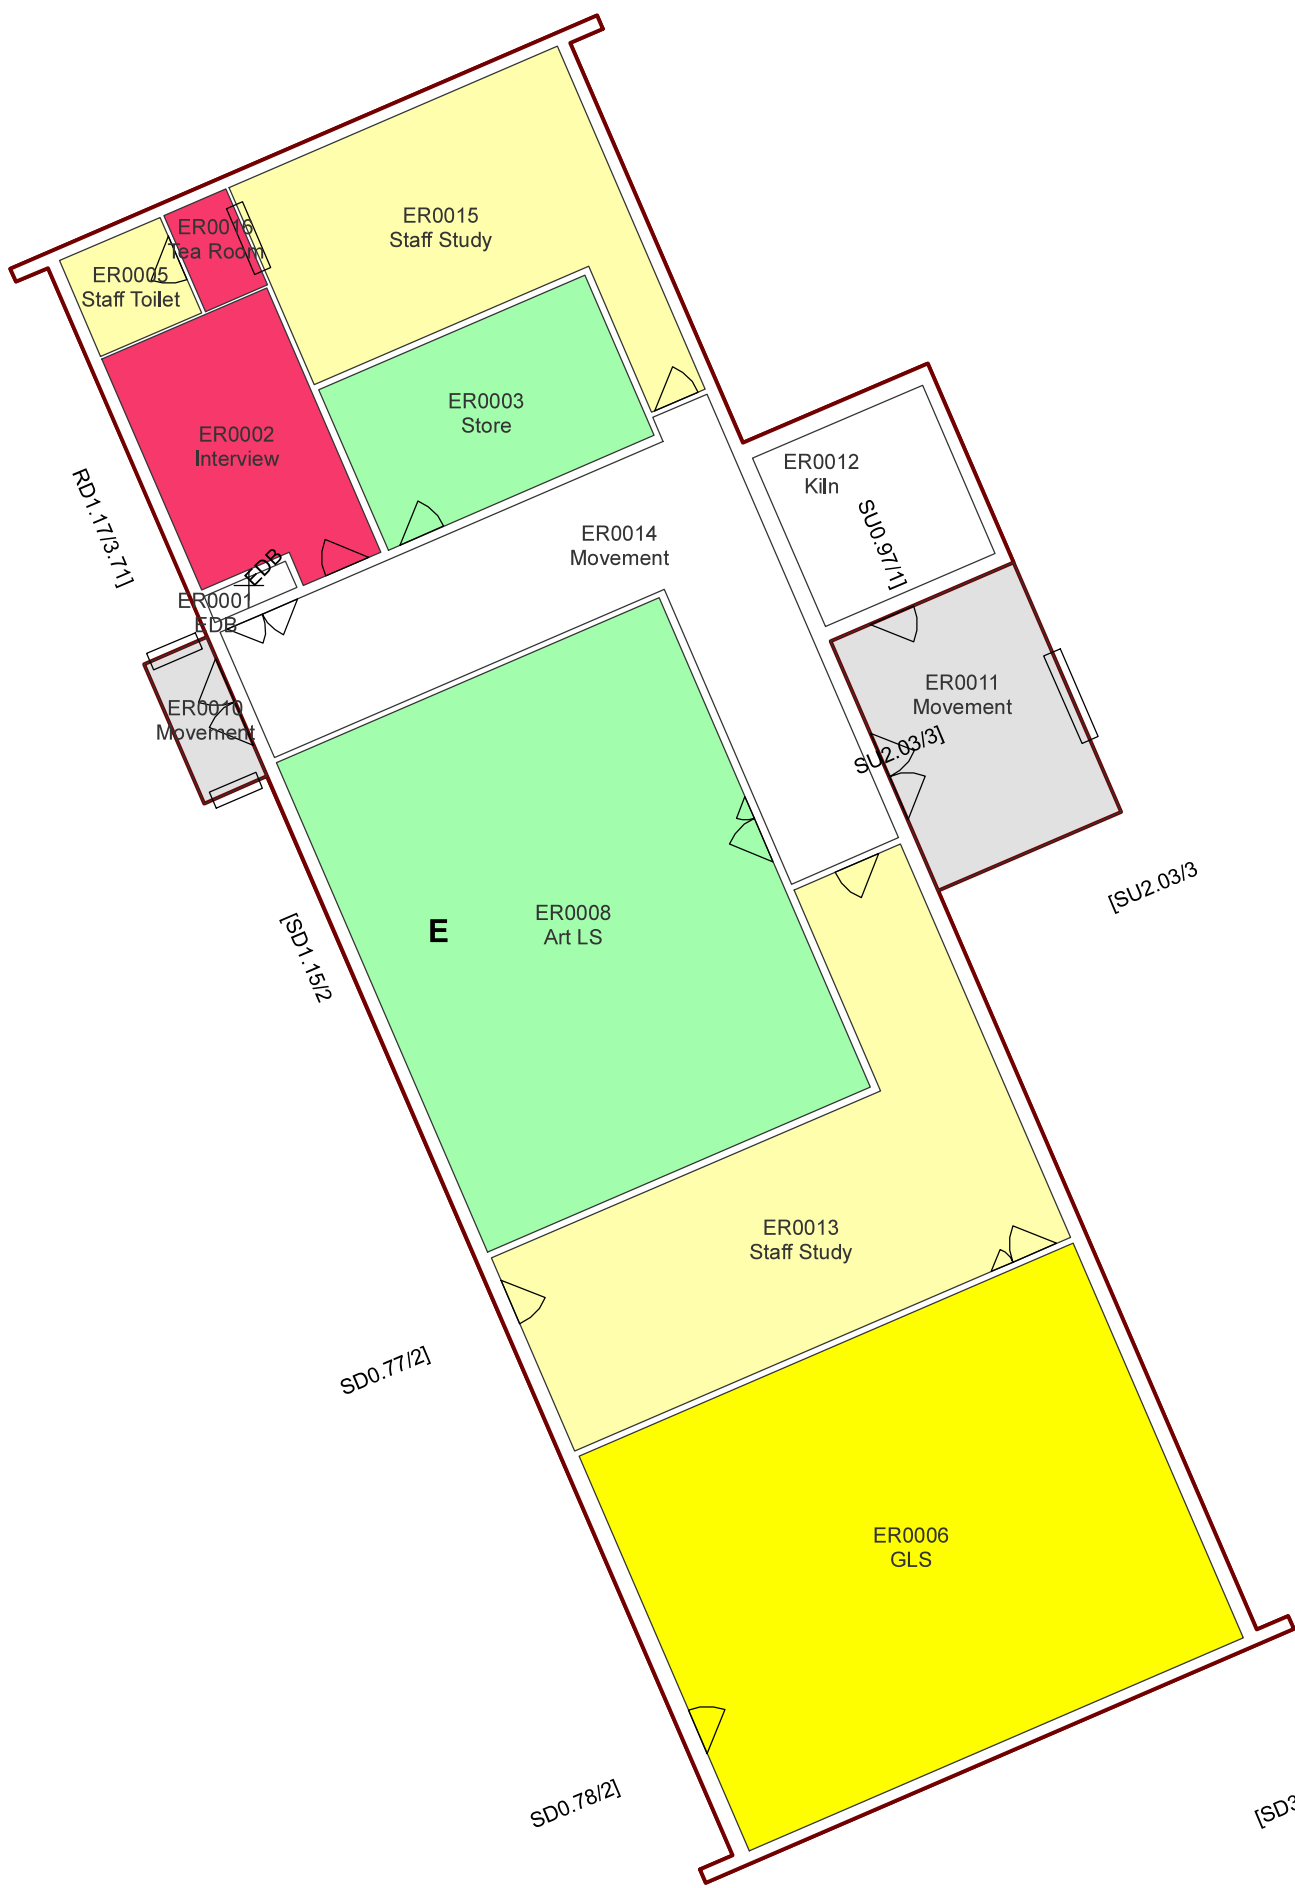 ER0015
Staff Study
ER0016
Tea Room
ER0005
Staff Toilet
ER0003
Store
ER0002
Interview
ER0012
Kiln
RD1.17/3.71]
SU0.97/1]
ER0014
Movement
EDB
ER0001
EDB
ER0010
Movement
ER0011
Movement
SU2.03/3]
[SU2.03/3
ER0008
Art LS
E
[SD1.15/2
ER0013
Staff Study
SD0.77/2]
ER0006
GLS
SD0.78/2]
[SD3